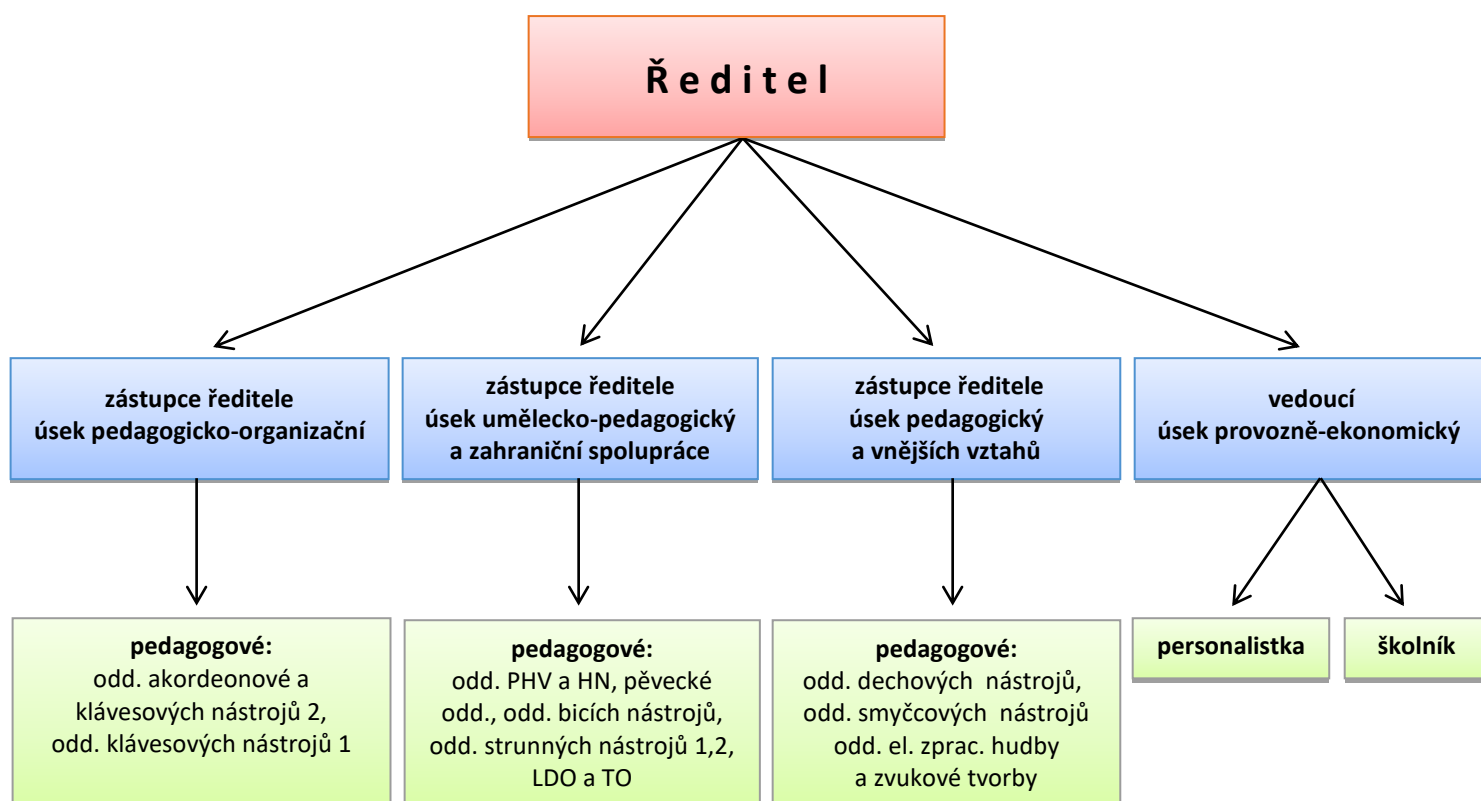 Ř e d i t e l
zástupce ředitele
úsek pedagogicko-organizační
zástupce ředitele
úsek umělecko-pedagogický
a zahraniční spolupráce
zástupce ředitele
úsek pedagogický
a vnějších vztahů
vedoucí
úsek provozně-ekonomický
pedagogové:
odd. akordeonové a
klávesových nástrojů 2,
odd. klávesových nástrojů 1
pedagogové:
odd. PHV a HN, pěvecké
odd., odd. bicích nástrojů,
odd. strunných nástrojů 1,2,
LDO a TO
pedagogové:
odd. dechových nástrojů,
odd. smyčcových nástrojů
odd. el. zprac. hudby
a zvukové tvorby
personalistka
školník